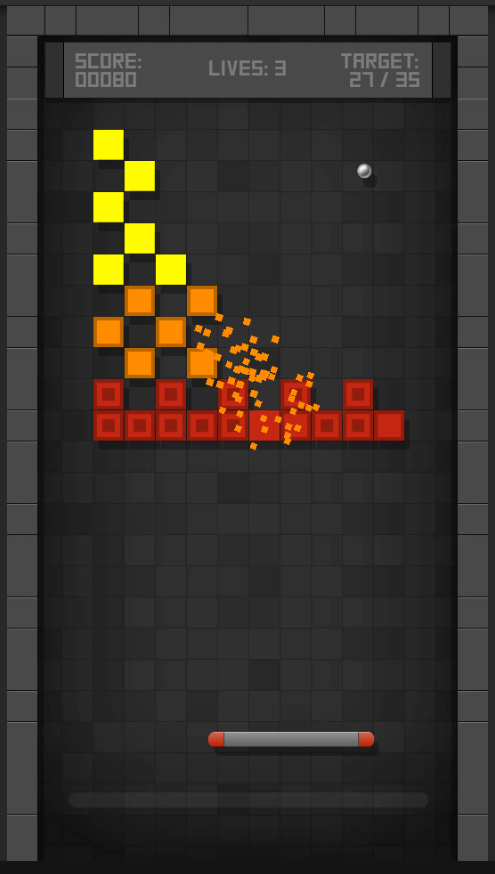 SCORE:
00080
LIVES: 3
TARGET:
27 / 35